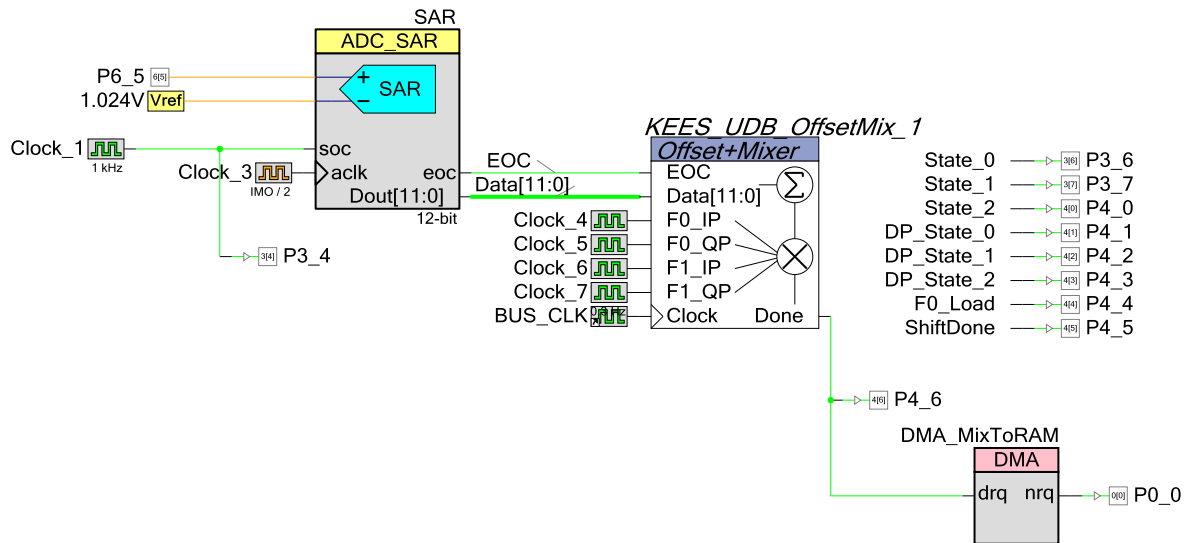 SAR
ADC_SAR
P6_5 6[5]
+ SAR
1.024V Vref
−
Clock_1
1 kHz
soc
Clock_3
IMO / 2
aclk
eoc
Dout[11:0]
12-bit
3[4] P3_4
EOC
Data[11:0]
KEES_UDB_OffsetMix_1
Offset+Mixer
EOC
Data[11:0]
Σ
Clock_4 F0_IP
Clock_5 F0_QP
Clock_6 F1_IP
Clock_7 F1_QP
BUS_CLK Clock Done
State_0 3[6] P3_6
State_1 3[7] P3_7
State_2 4[0] P4_0
DP_State_0 4[1] P4_1
DP_State_1 4[2] P4_2
DP_State_2 4[3] P4_3
F0_Load 4[4] P4_4
ShiftDone 4[5] P4_5
4[6] P4_6
DMA_MixToRAM
DMA
drq nrq 0[0] P0_0